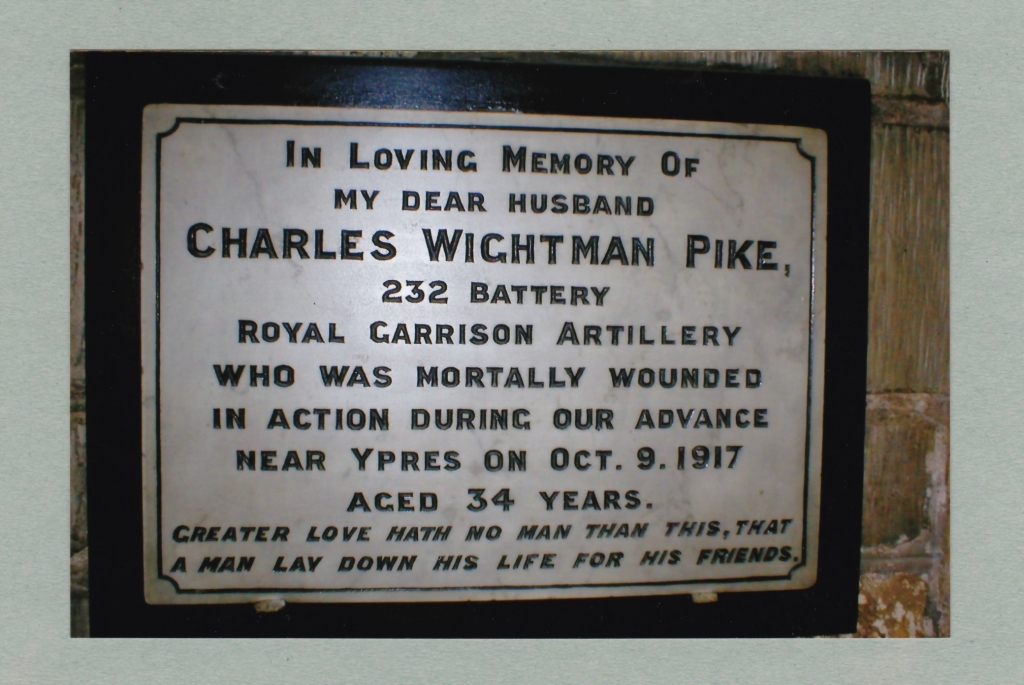 IN LOVING MEMORY OF
MY DEAR HUSBAND
CHARLES WIGHTMAN PIKE,
232 BATTERY
ROYAL GARRISON ARTILLERY
WHO WAS MORTALLY WOUNDED
IN ACTION DURING OUR ADVANCE
NEAR YPRES ON OCT. 9. 1917
AGED 34 YEARS.
GREATER LOVE HATH NO MAN THAN THIS, THAT
A MAN LAY DOWN HIS LIFE FOR HIS FRIENDS.